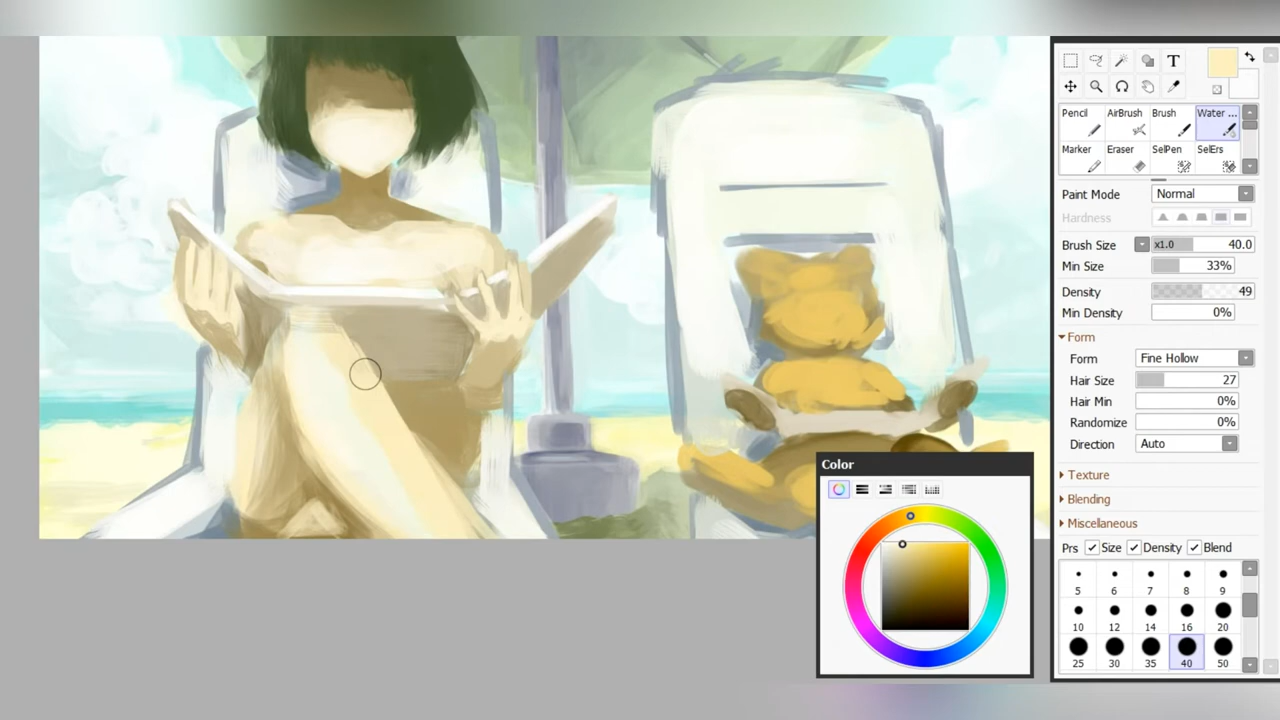 T
Pencil AirBrush Brush Water ...
Marker Eraser SelPen SelErs
Paint Mode Normal
Hardness
Brush Size x1.0 40.0
Min Size 33%
Density 49
Min Density 0%
Form
Form Fine Hollow
Hair Size 27
Hair Min 0%
Randomize 0%
Direction Auto
Color
Texture
Blending
Miscellaneous
Prs Size Density Blend
5 6 7 8 9
10 12 14 16 20
25 30 35 40 50